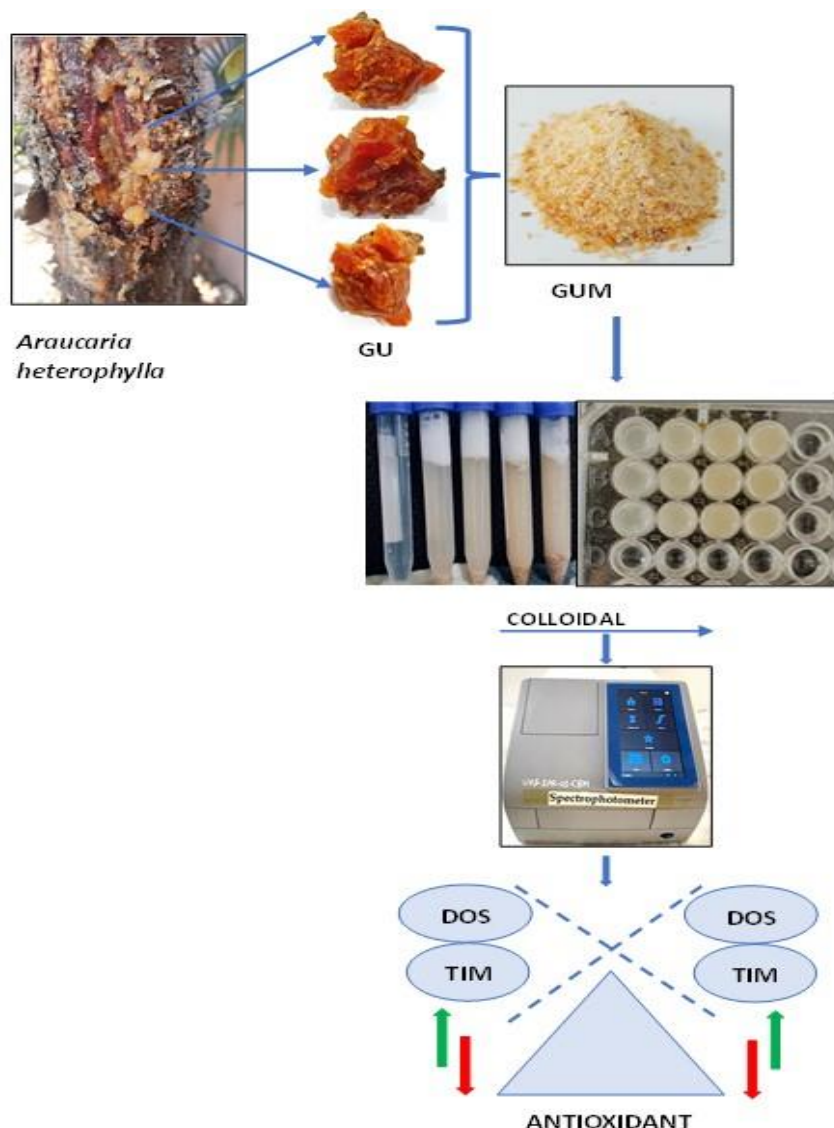 Araucaria
heterophylla
GU
GUM
A
B
C
D
COLLOIDAL
Spectrophotometer
DOS
TIM
DOS
TIM
ANTIOXIDANT